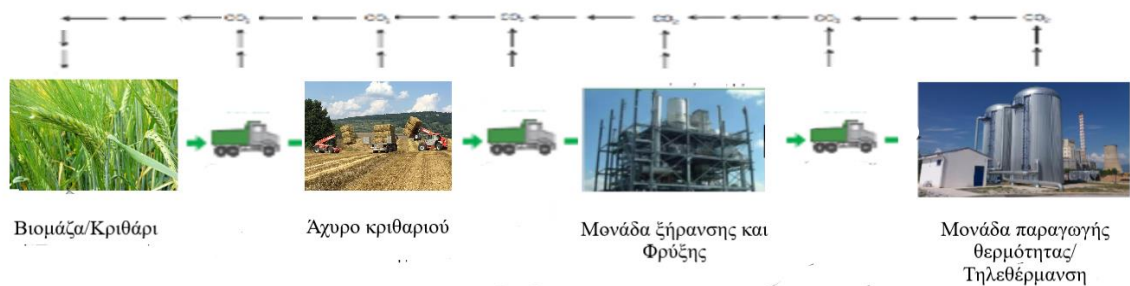 CO₂ CO₂ CO₂ CO₂ CO₂ CO₂
Βιομάζα/Κριθάρι
Άχυρο κριθαριού
Μονάδα ξήρανσης και
Φρύξης
Μονάδα παραγωγής
θερμότητας/
Τηλεθέρμανση